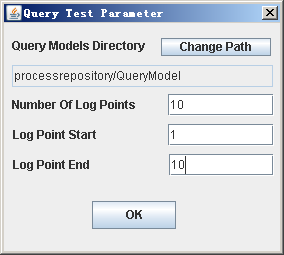 Query Test Parameter
Query Models Directory Change Path
processrepository/QueryModel
Number Of Log Points 10
Log Point Start 1
Log Point End 10
OK